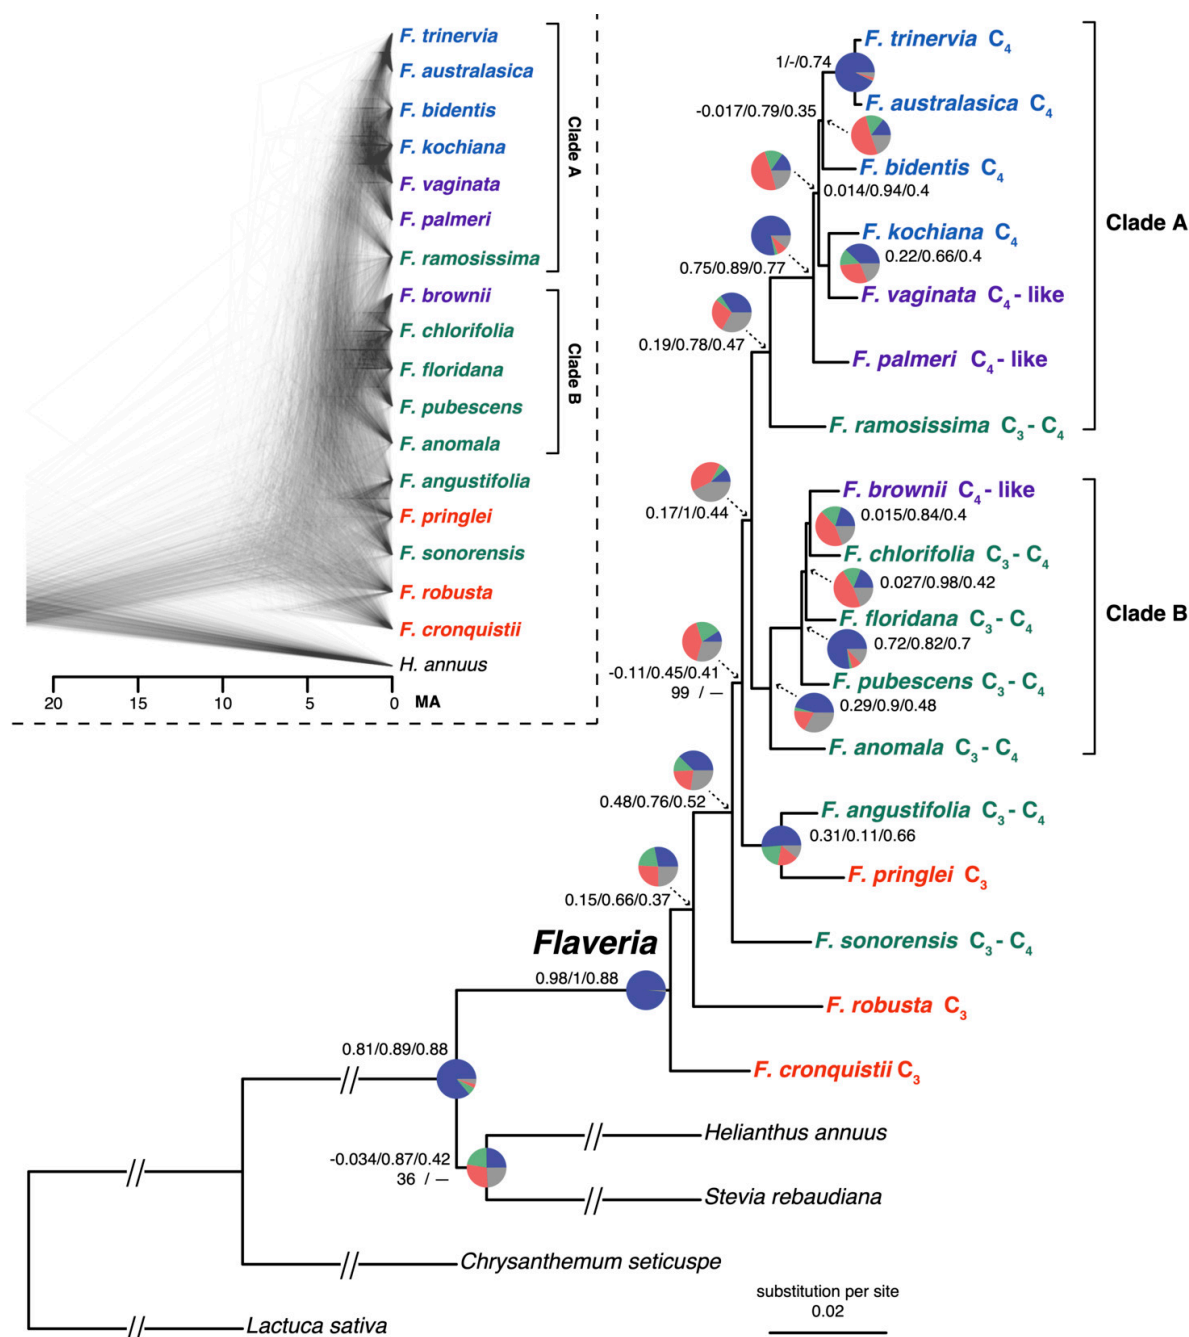 F. trinervia
F. australasica
F. bidentis
F. kochiana
F. vaginata
F. palmeri
F. ramosissima
Clade A
F. brownii
F. chlorifolia
F. floridana
F. pubescens
F. anomala
Clade B
F. angustifolia
F. pringlei
F. sonorensis
F. robusta
F. cronquistii
H. annuus
20 15 10 5 0 MA
F. trinervia C4
1/-/0.74
F. australasica C4
-0.017/0.79/0.35
F. bidentis C4
0.014/0.94/0.4
F. kochiana C4
0.22/0.66/0.4
0.75/0.89/0.77
F. vaginata C4-like
0.19/0.78/0.47
F. palmeri C4-like
F. ramosissima C3-C4
Clade A
F. brownii C4-like
0.17/1/0.44
0.015/0.84/0.4
F. chlorifolia C3-C4
0.027/0.98/0.42
F. floridana C3-C4
0.72/0.82/0.7
F. pubescens C3-C4
-0.11/0.45/0.41
99 / —
0.29/0.9/0.48
F. anomala C3-C4
Clade B
0.48/0.76/0.52
F. angustifolia C3-C4
0.31/0.11/0.66
F. pringlei C3
0.15/0.66/0.37
F. sonorensis C3-C4
Flaveria
0.98/1/0.88
F. robusta C3
0.81/0.89/0.88
F. cronquistii C3
Helianthus annuus
-0.034/0.87/0.42
36 / —
Stevia rebaudiana
Chrysanthemum seticuspe
substitution per site
0.02
Lactuca sativa